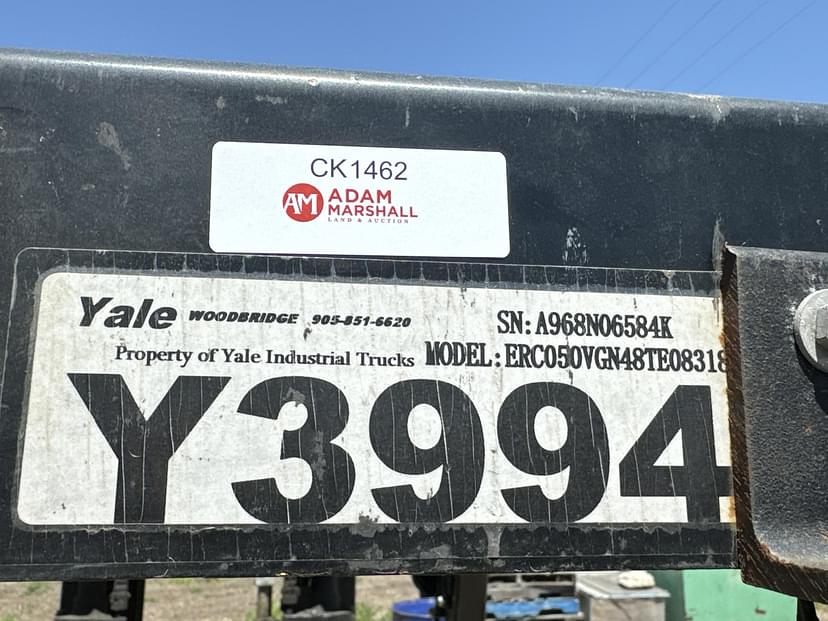 CK1462
AM ADAM
MARSHALL
LAND & AUCTION
Yale WOODBRIDGE 905-851-6620 SN: A968N06584K
Property of Yale Industrial Trucks MODEL: ERC050VGN48TE08318
Y3994